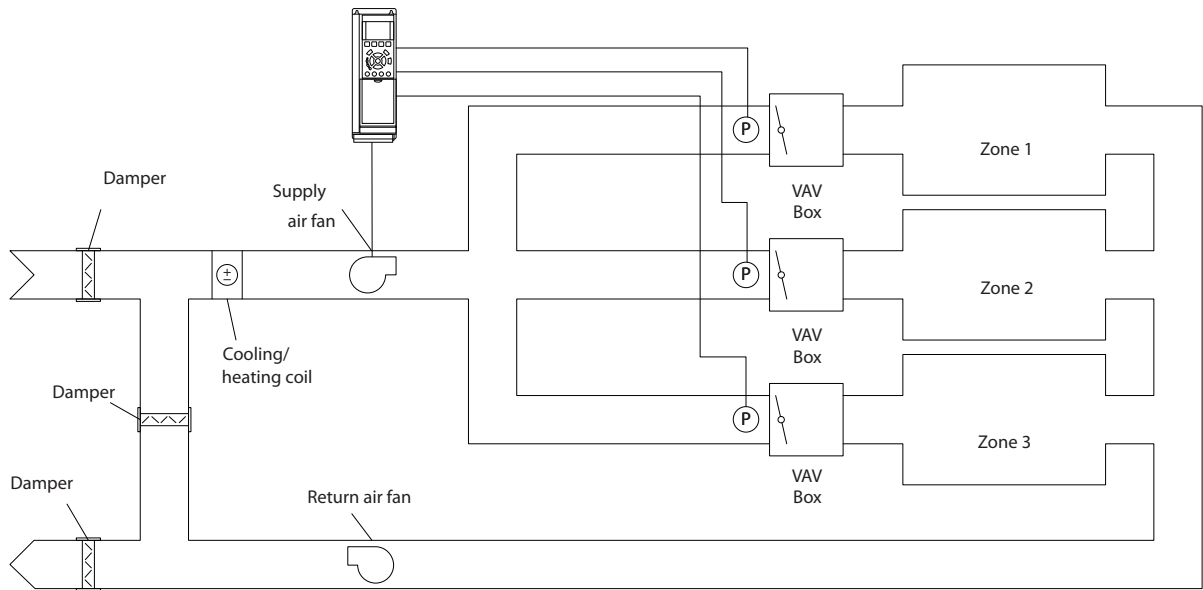 P
Zone 1
Damper
Supply
air fan
VAV
Box
P
Zone 2
±
VAV
Box
Cooling/
heating coil
Damper
P
Zone 3
VAV
Box
Damper
Return air fan